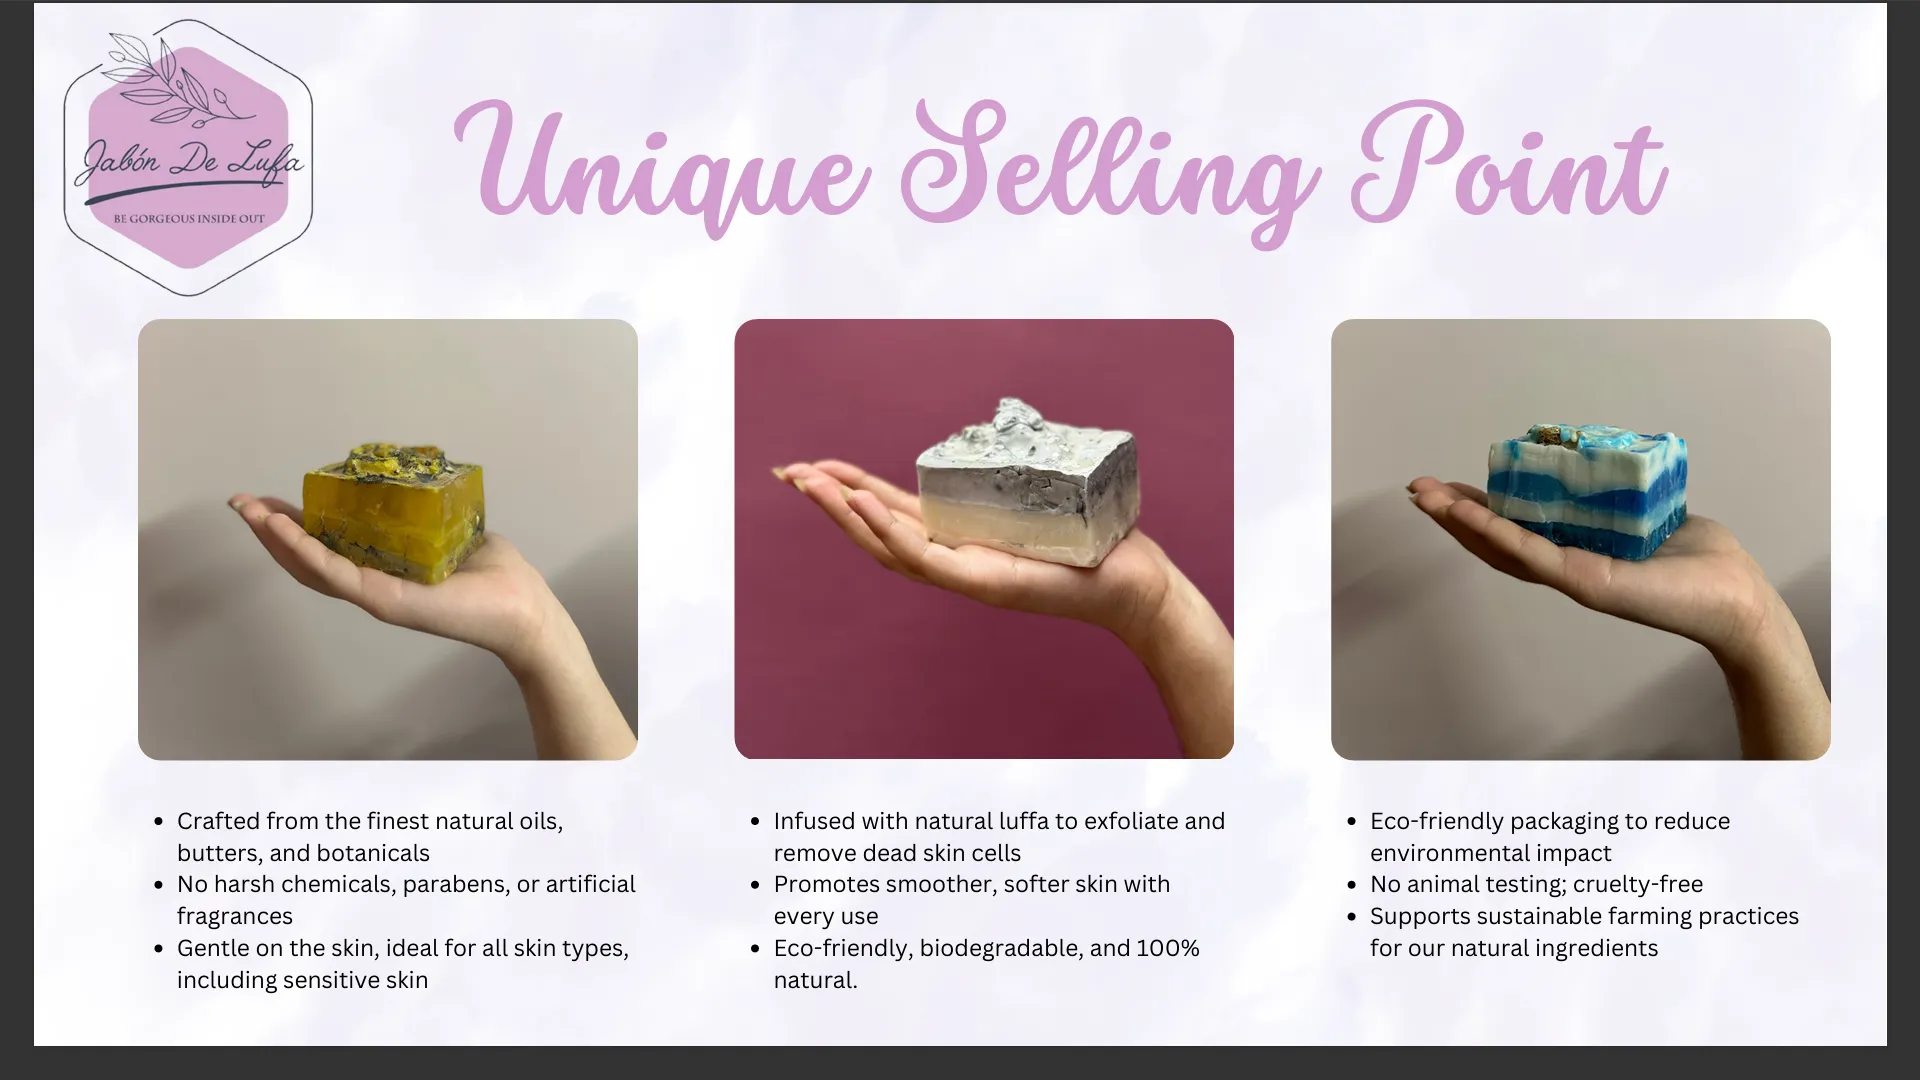 Jabón De Lufa
BE GORGEOUS INSIDE OUT
Unique Selling Point
• Crafted from the finest natural oils,
butters, and botanicals
• No harsh chemicals, parabens, or artificial
fragrances
• Gentle on the skin, ideal for all skin types,
including sensitive skin
• Infused with natural luffa to exfoliate and
remove dead skin cells
• Promotes smoother, softer skin with
every use
• Eco-friendly, biodegradable, and 100%
natural.
• Eco-friendly packaging to reduce
environmental impact
• No animal testing; cruelty-free
• Supports sustainable farming practices
for our natural ingredients